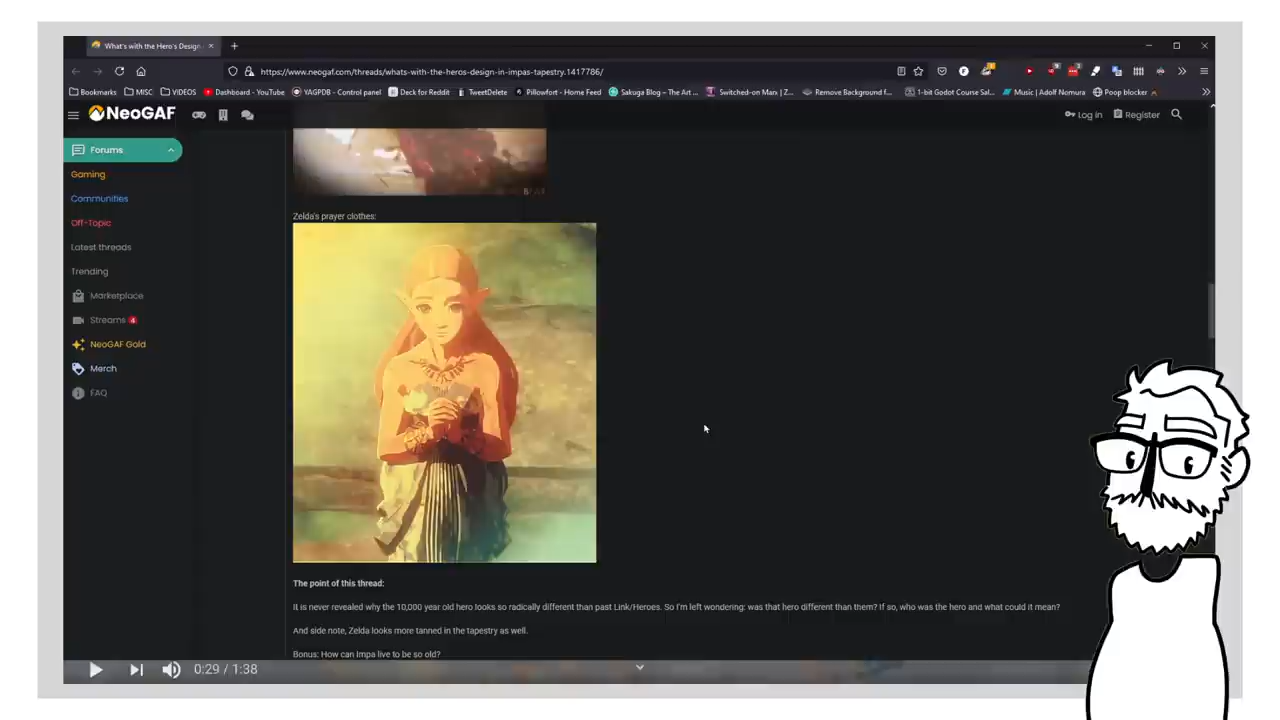 What's with the Hero's Design
https://www.neogaf.com/threads/whats-with-the-heros-design-in-impas-tapestry.1417786/
Bookmarks MISC VIDEOS Dashboard - YouTube YAGPDB - Control panel Deck for Reddit TweetDelete Pillowfort - Home Feed Sakuga Blog – The Art ... Switched-on Marx | Z... Remove Background f... 1-bit Godot Course Sal... Music | Adolf Nomura Poop blocker
NeoGAF Log in Register
Forums
Gaming
Communities
Off-Topic
Latest threads
Trending
Marketplace
Streams 4
NeoGAF Gold
Merch
FAQ
Zelda's prayer clothes:
The point of this thread:
It is never revealed why the 10,000 year old hero looks so radically different than past Link/Heroes. So I'm left wondering: was that hero different than them? If so, who was the hero and what could it mean?
And side note, Zelda looks more tanned in the tapestry as well.
Bonus: How can Impa live to be so old?
0:29 / 1:38